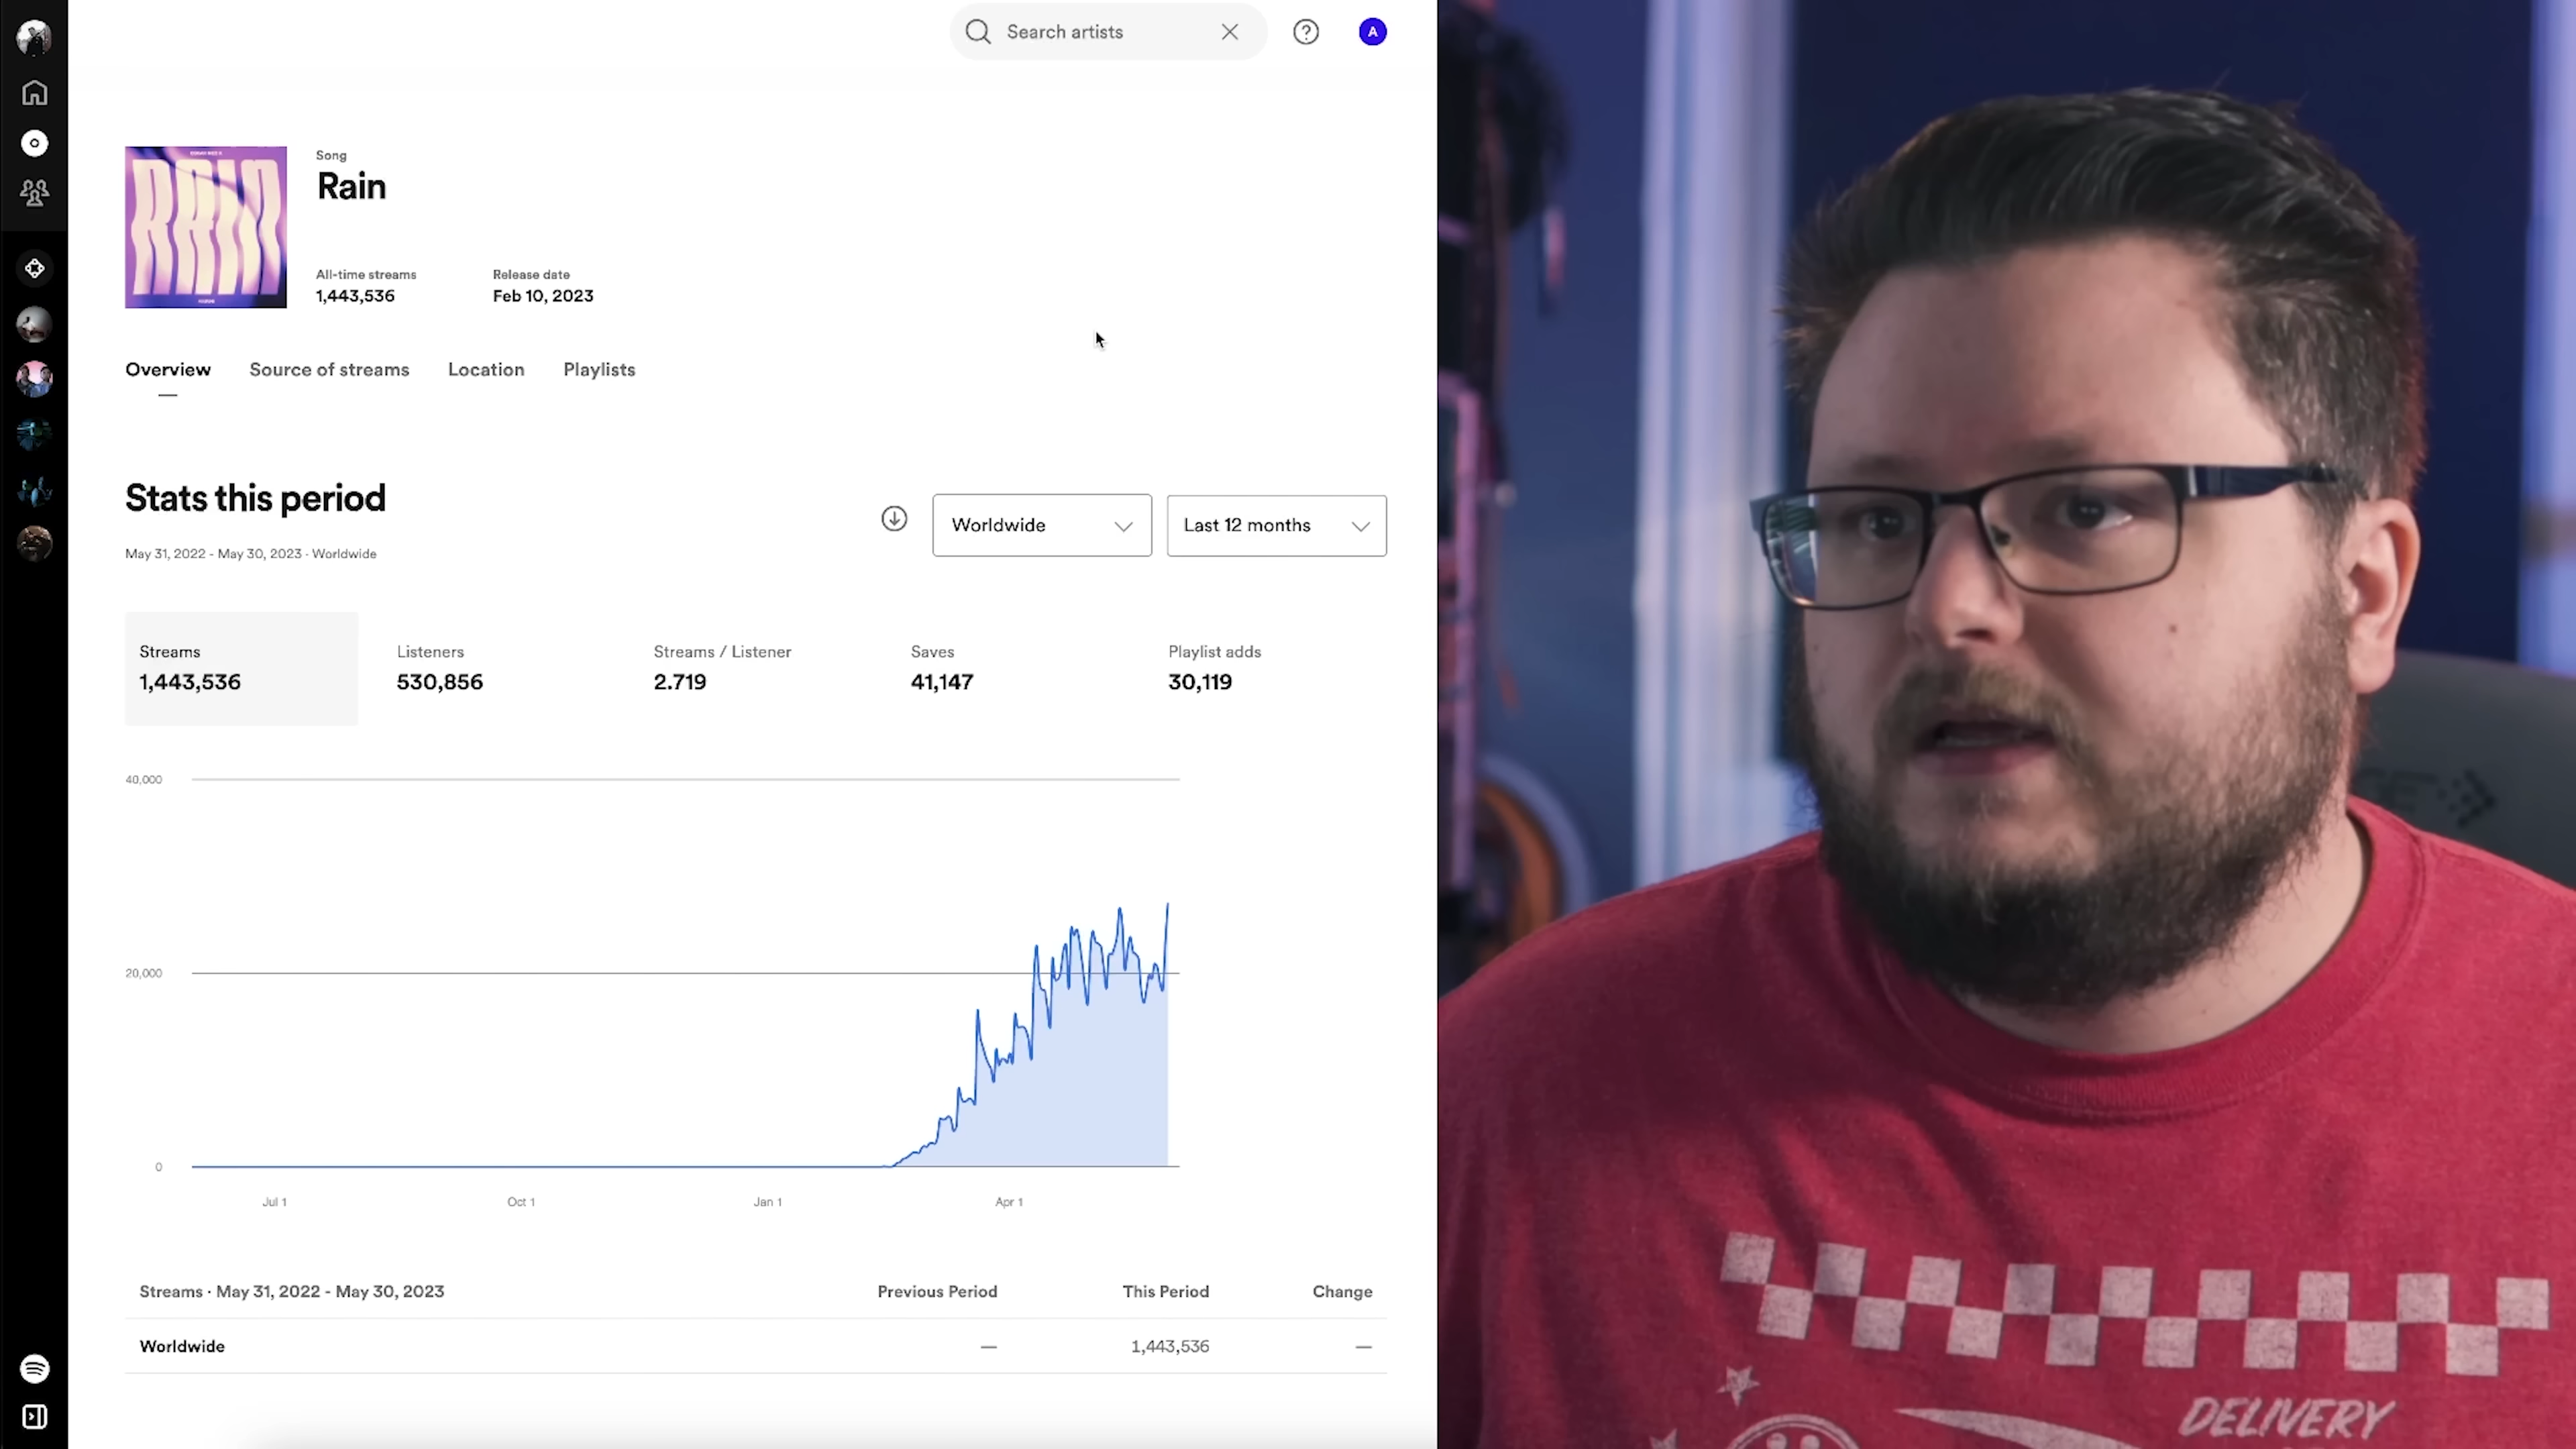 Search artists
A
RAIN
Song
Rain
All-time streams
Release date
1,443,536
Feb 10, 2023
Overview
Source of streams
Location
Playlists
Stats this period
Worldwide
Last 12 months
May 31, 2022 - May 30, 2023 · Worldwide
Streams
Listeners
Streams / Listener
Saves
Playlist adds
1,443,536
530,856
2.719
41,147
30,119
40,000
20,000
0
Jul 1
Oct 1
Jan 1
Apr 1
Streams · May 31, 2022 - May 30, 2023
Previous Period
This Period
Change
Worldwide
—
1,443,536
—
DELIVERY